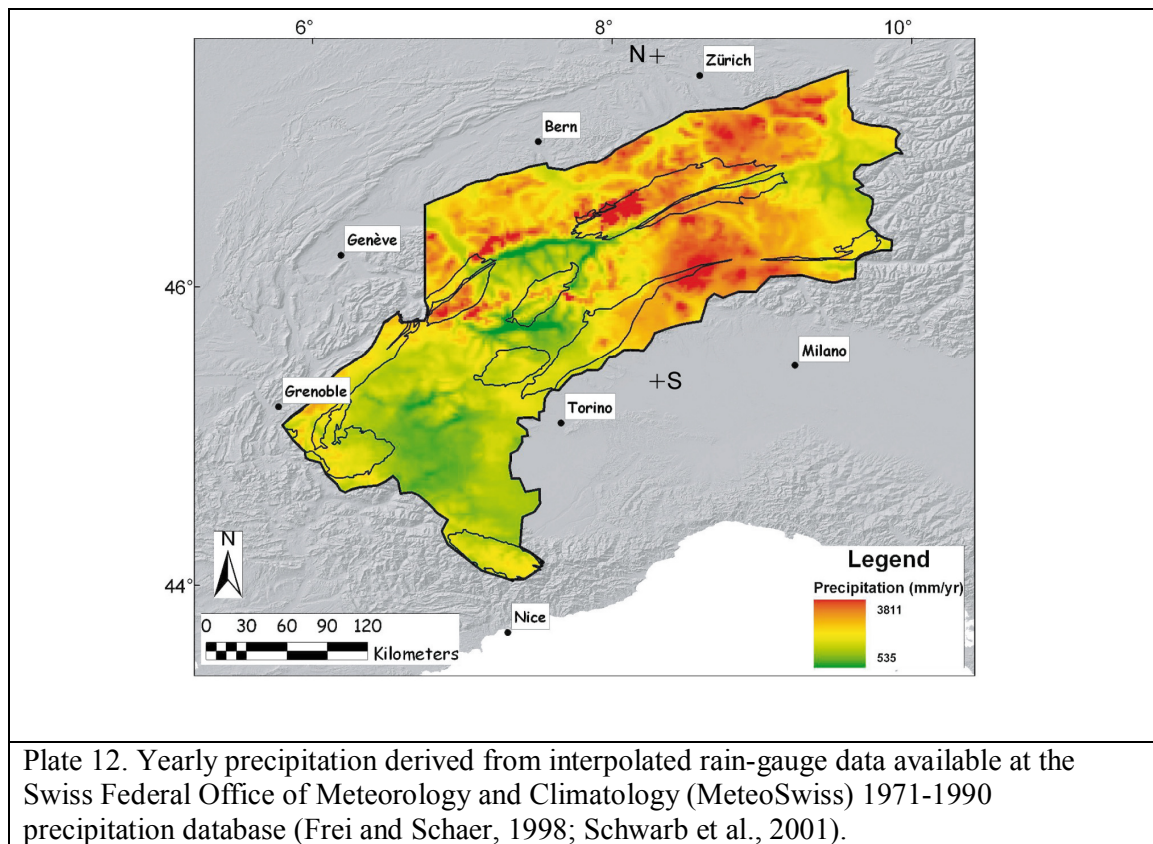 6° 8° 10°
N+
Zürich
Bern
Genève
46°
Milano
+S
Grenoble
Torino
N
Legend
Precipitation (mm/yr)
3811
535
44°
Nice
0 30 60 90 120
Kilometers
Plate 12. Yearly precipitation derived from interpolated rain-gauge data available at the
Swiss Federal Office of Meteorology and Climatology (MeteoSwiss) 1971-1990
precipitation database (Frei and Schaer, 1998; Schwarb et al., 2001).